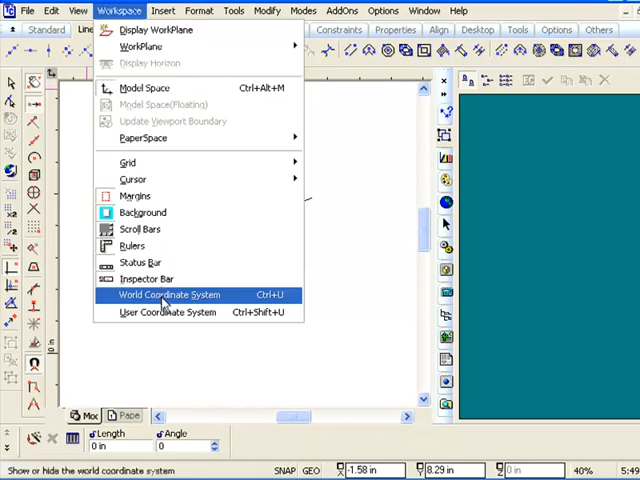 File Edit View Workspace Insert Format Tools Modify Modes AddOns Options Window Help
Standard
Constraints Properties Align Desktop Tools Options Others
Display WorkPlane
WorkPlane
Display Horizon
Model Space Ctrl+Alt+M
Model Space(Floating)
Update Viewport Boundary
PaperSpace
Grid
Cursor
Margins
Background
Scroll Bars
Rulers
Status Bar
Inspector Bar
World Coordinate System Ctrl+U
User Coordinate System Ctrl+Shift+U
Moc Pape
Length Angle
0 in 0
Show or hide the world coordinate system SNAP GEO X -1.58 in Y 8.29 in Z 0 in 40% 5:49